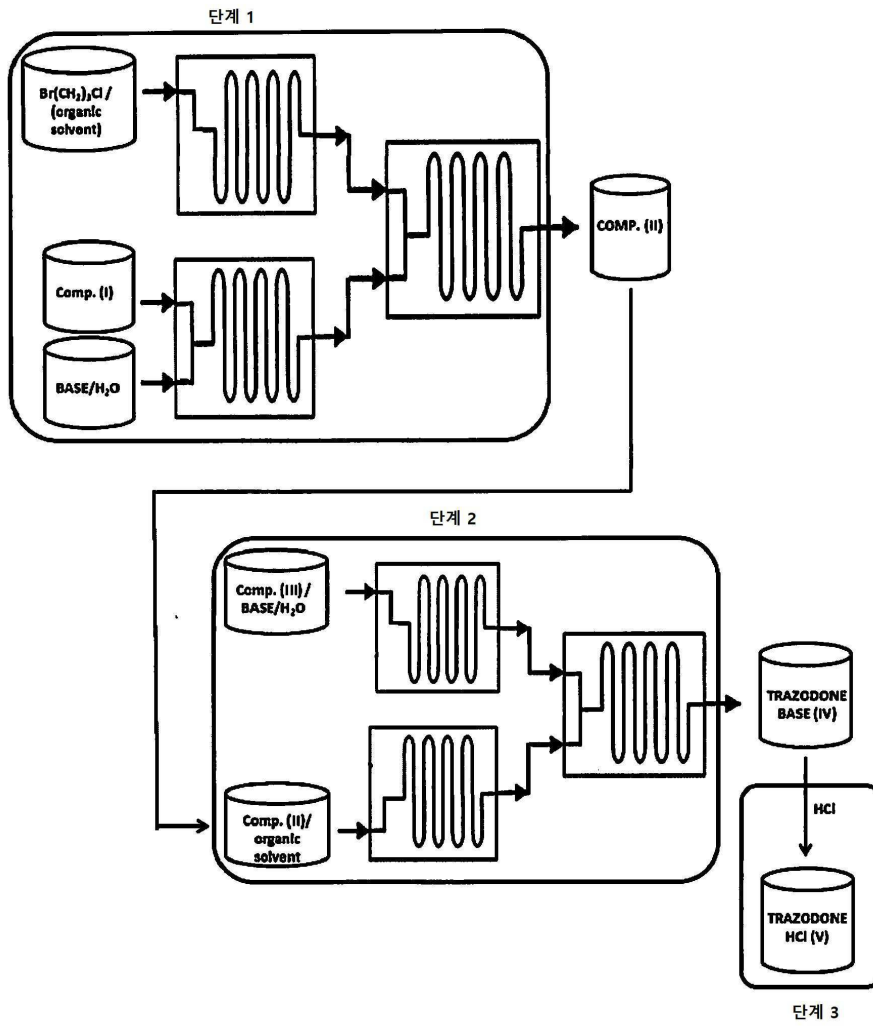 단계 1
Br(CH₂)₃Cl /
(organic
solvent)
Comp. (I)
BASE/H₂O
COMP. (II)
단계 2
Comp. (III)/
BASE/H₂O
Comp. (II)/
organic
solvent
TRAZODONE
BASE (IV)
HCl
TRAZODONE
HCl (V)
단계 3